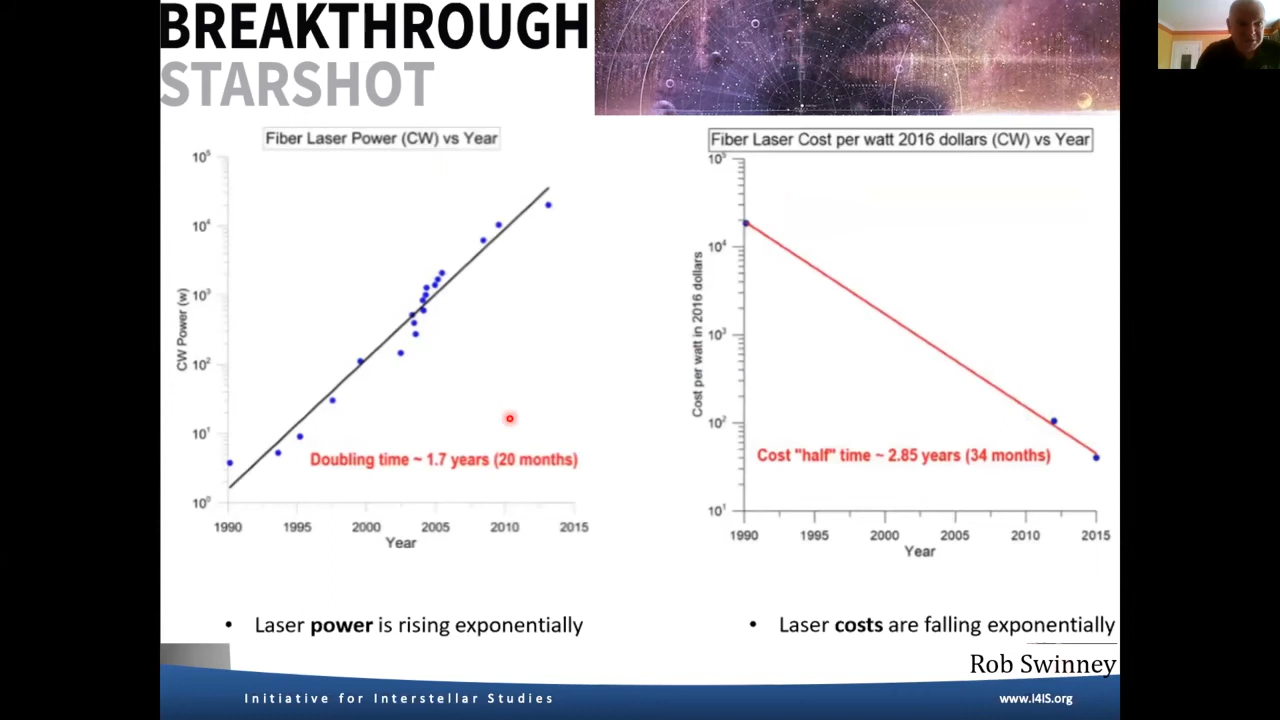 BREAKTHROUGH
STARSHOT
Fiber Laser Power (CW) vs Year
10⁵
10⁴
10³
10²
10¹
10⁰
CW Power (w)
Doubling time ~ 1.7 years (20 months)
1990 1995 2000 2005 2010 2015
Year
Fiber Laser Cost per watt 2016 dollars (CW) vs Year
10⁵
10⁴
10³
10²
10¹
Cost per watt in 2016 dollars
Cost "half" time ~ 2.85 years (34 months)
1990 1995 2000 2005 2010 2015
Year
• Laser power is rising exponentially
• Laser costs are falling exponentially
Rob Swinney
Initiative for Interstellar Studies
www.I4IS.org